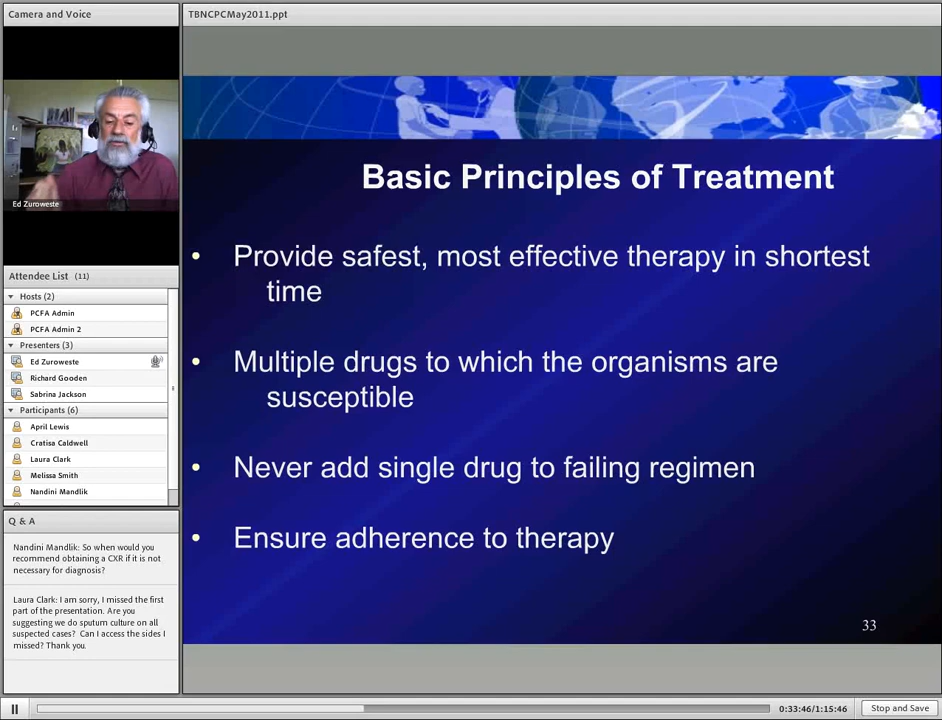 Camera and Voice
TBNCPCMay2011.ppt
Ed Zuroweste
Attendee List (11)
Hosts (2)
PCFA Admin
PCFA Admin 2
Presenters (3)
Ed Zuroweste
Richard Gooden
Sabrina Jackson
Participants (6)
April Lewis
Cratisa Caldwell
Laura Clark
Melissa Smith
Nandini Mandlik
Q & A
Nandini Mandlik: So when would you
recommend obtaining a CXR if it is not
necessary for diagnosis?
Laura Clark: I am sorry, I missed the first
part of the presentation. Are you
suggesting we do sputum culture on all
suspected cases? Can I access the sides I
missed? Thank you.
Basic Principles of Treatment
• Provide safest, most effective therapy in shortest
time
• Multiple drugs to which the organisms are
susceptible
• Never add single drug to failing regimen
• Ensure adherence to therapy
33
0:33:46/1:15:46
Stop and Save